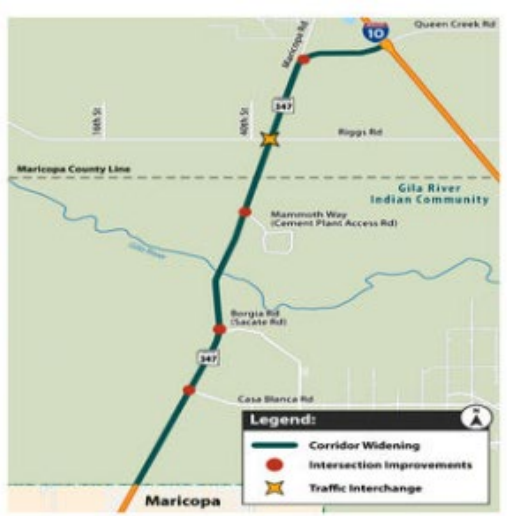 Queen Creek Rd
10
Maricopa Rd
347
16th St
40th St
Riggs Rd
Maricopa County Line
Gila River
Indian Community
Mammoth Way
(Cement Plant Access Rd)
Gila River
Borgia Rd
(Sacate Rd)
347
Casa Blanca Rd
Legend:
N
Corridor Widening
Intersection Improvements
Traffic Interchange
Maricopa